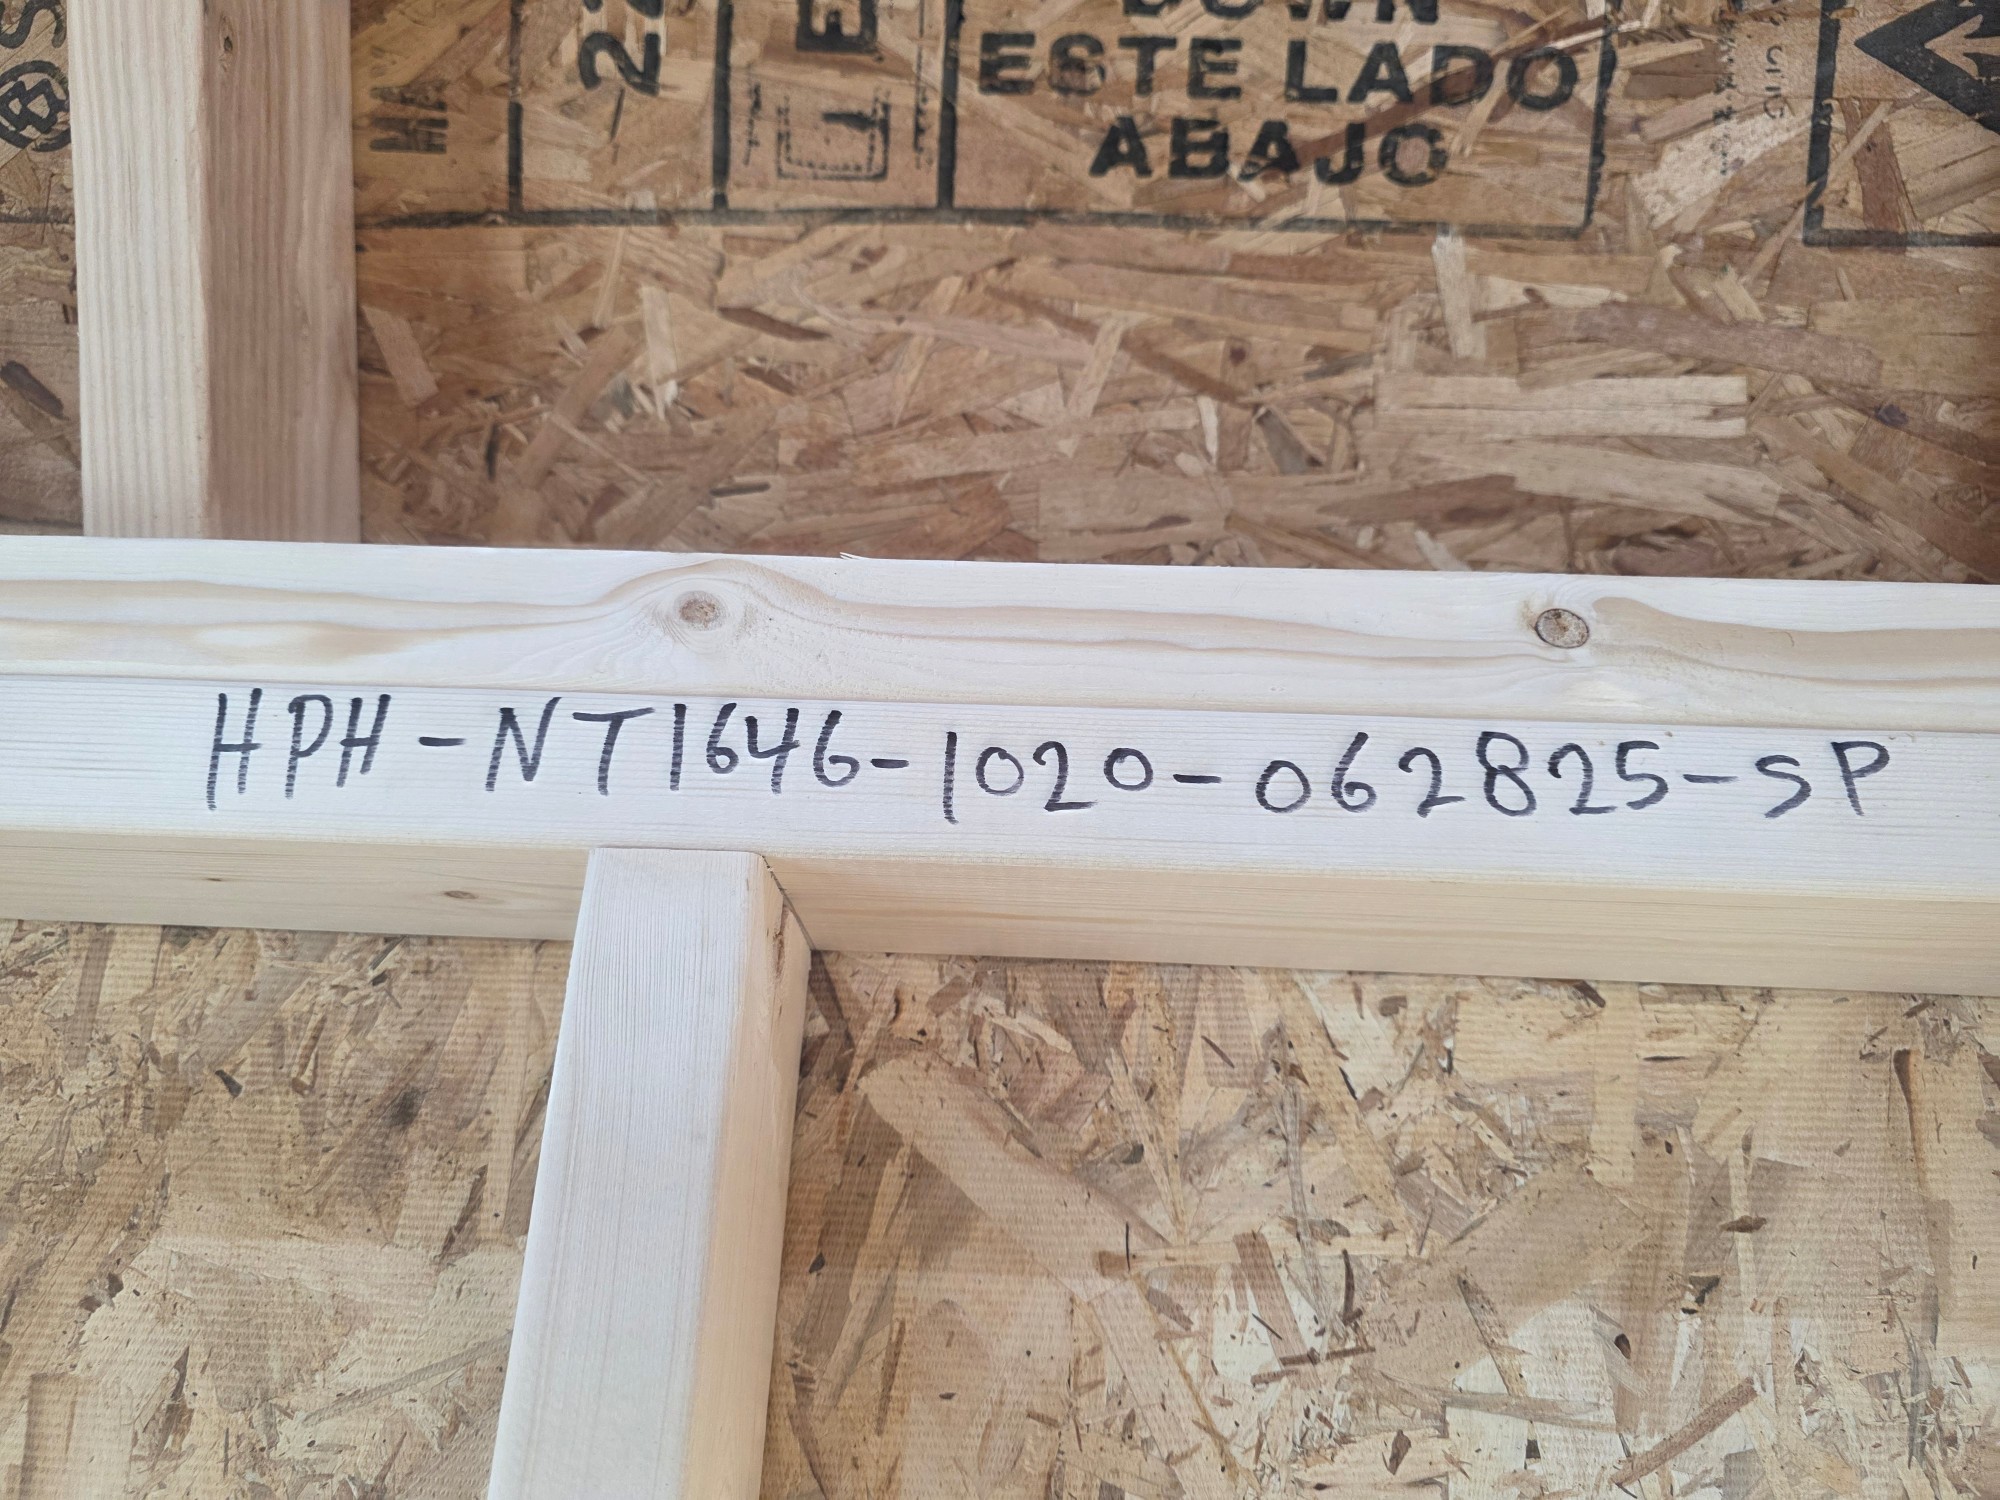 ESTE LADO
ABAJO
HPH-NT1646-1020-062825-SP